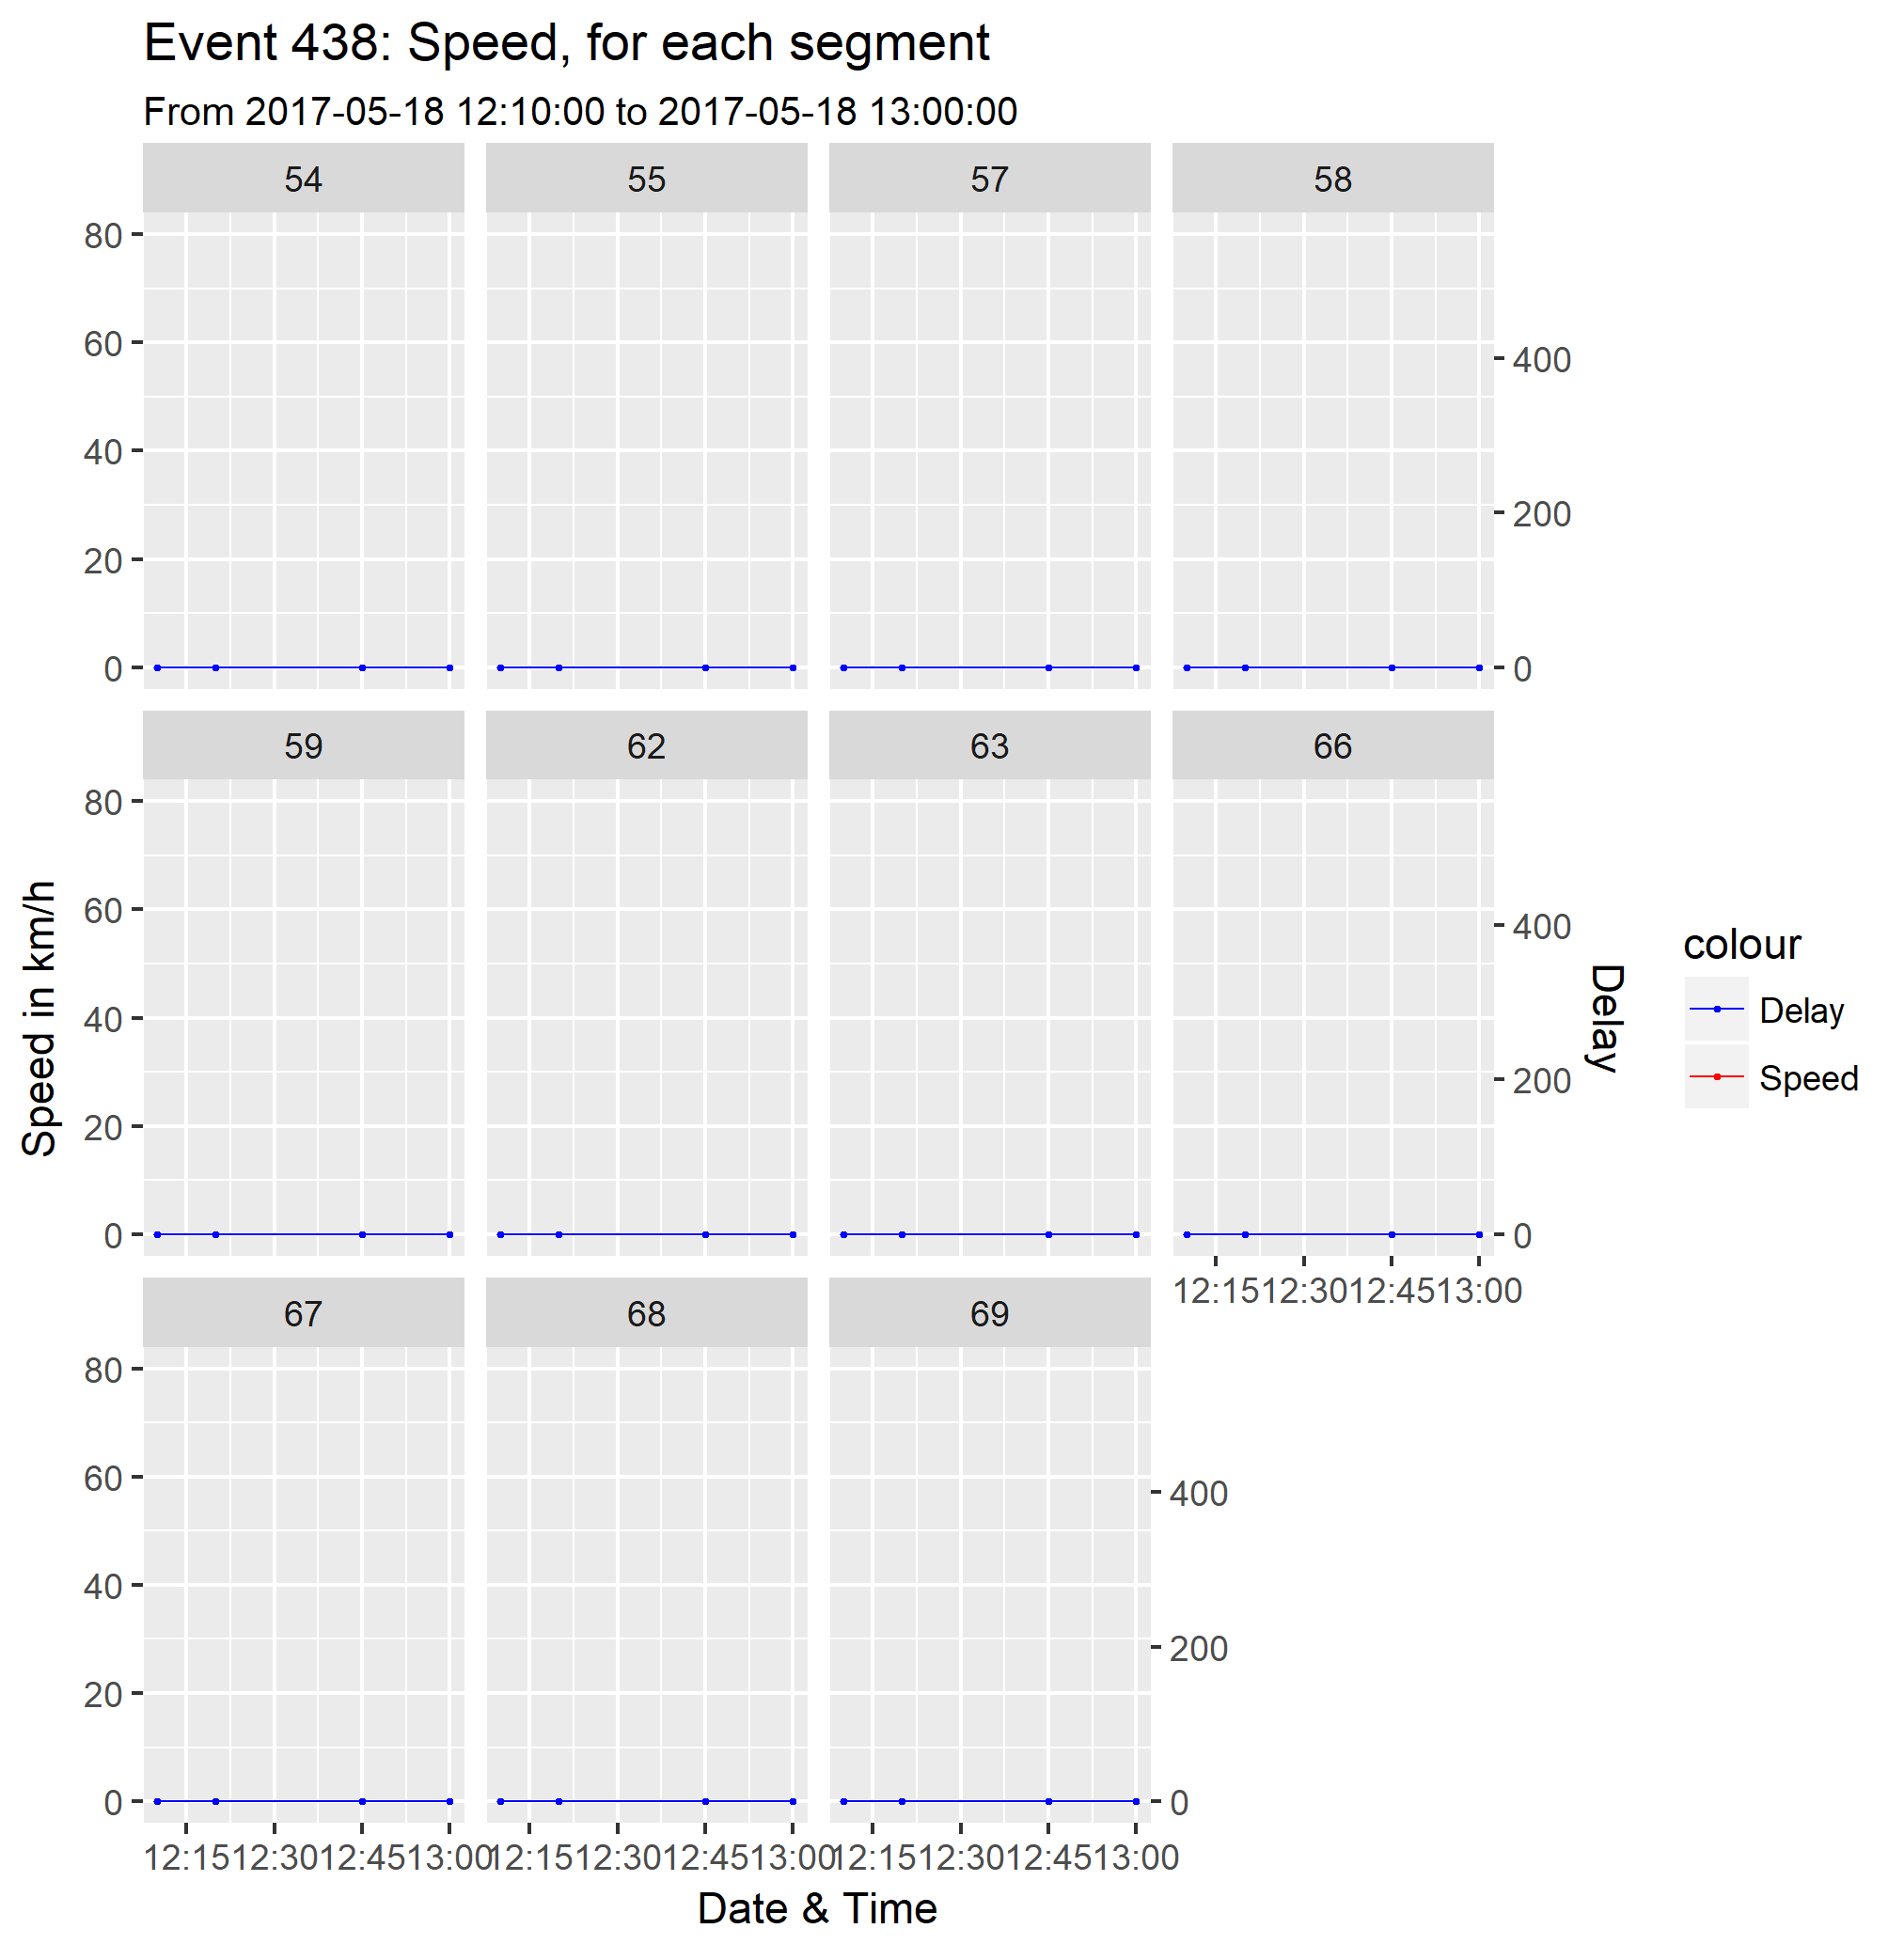 Event 438: Speed, for each segment
From 2017-05-18 12:10:00 to 2017-05-18 13:00:00
54 55 57 58
80
60
40
20
0
400
200
0
59 62 63 66
80
60
40
20
0
400
200
0
12:15 12:30 12:45 13:00
67 68 69
80
60
40
20
0
400
200
0
12:15 12:30 12:45 13:00 12:15 12:30 12:45 13:00 12:15 12:30 12:45 13:00
Date & Time
Speed in km/h
Delay
colour
Delay
Speed